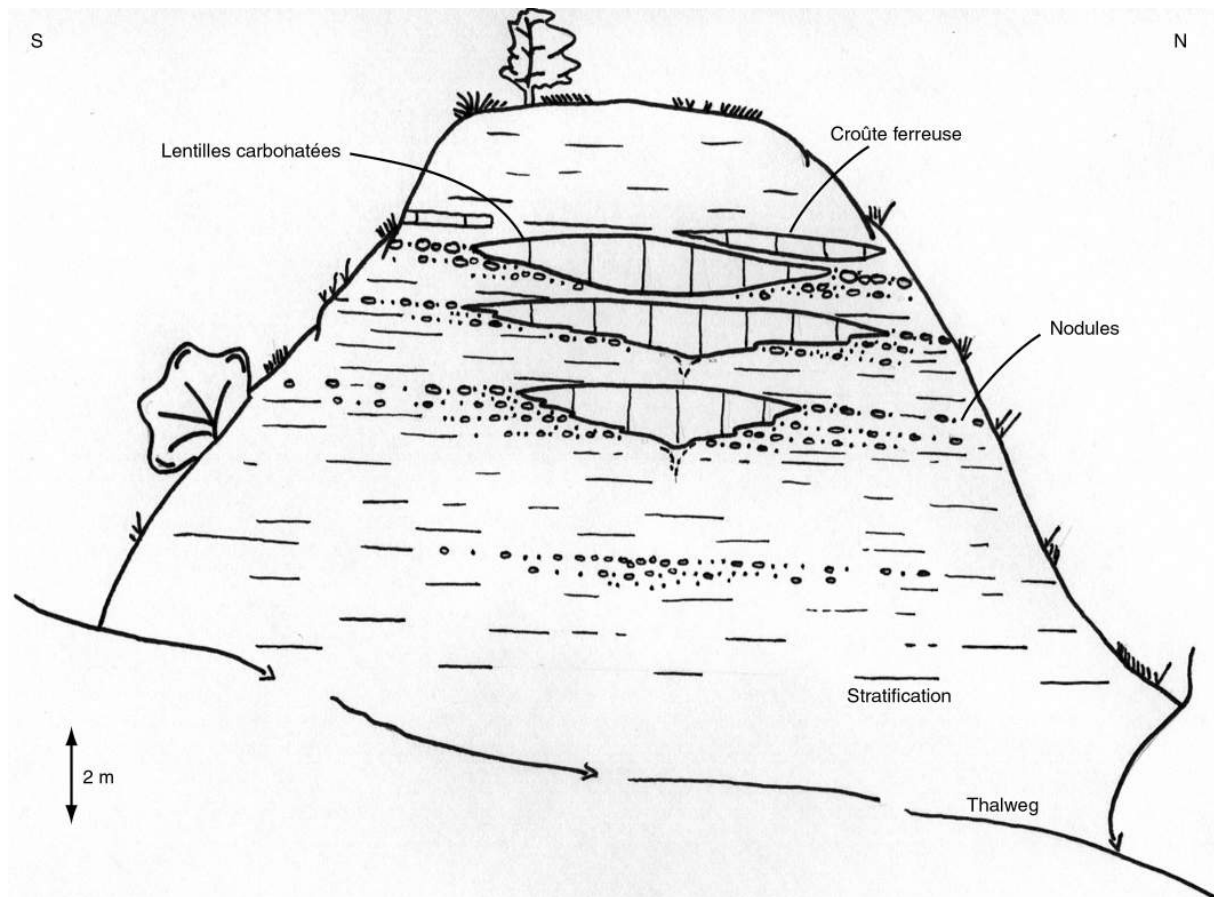 S
N
Croûte ferreuse
Lentilles carbonatées
Nodules
Stratification
2 m
Thalweg